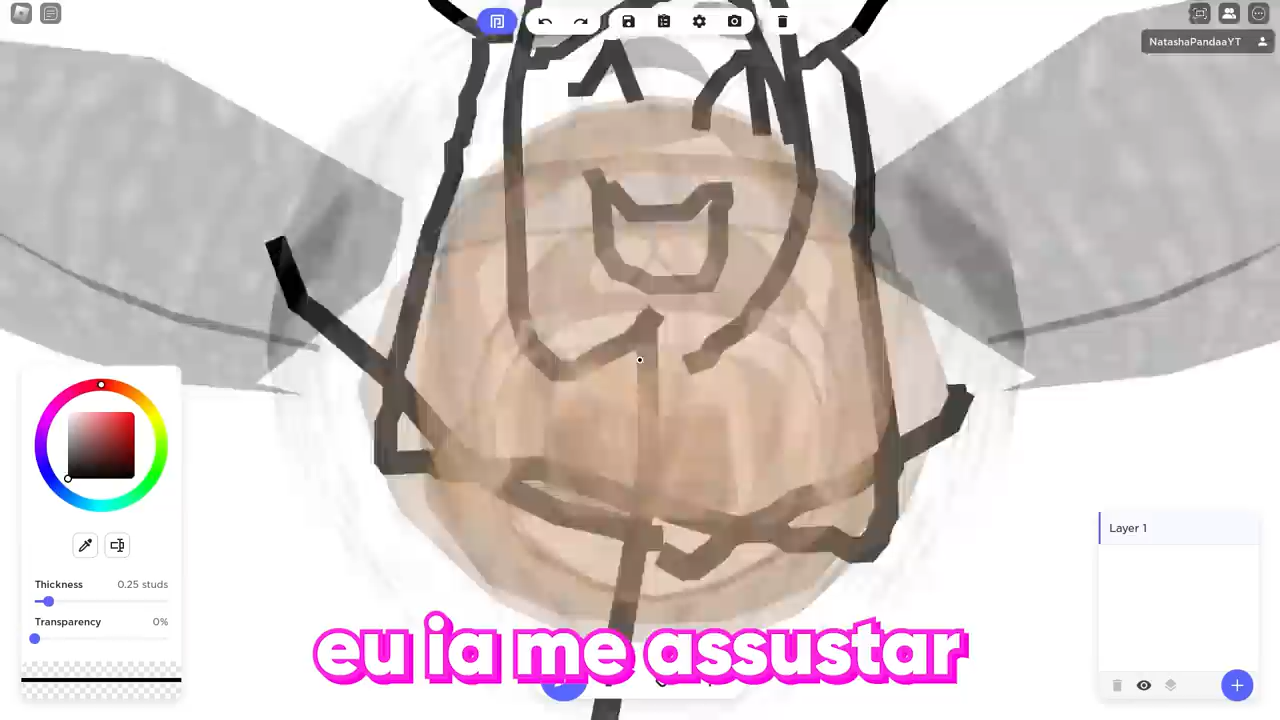 NatashaPandaaYT
Thickness 0.25 studs
Transparency 0%
Layer 1
eu ia me assustar